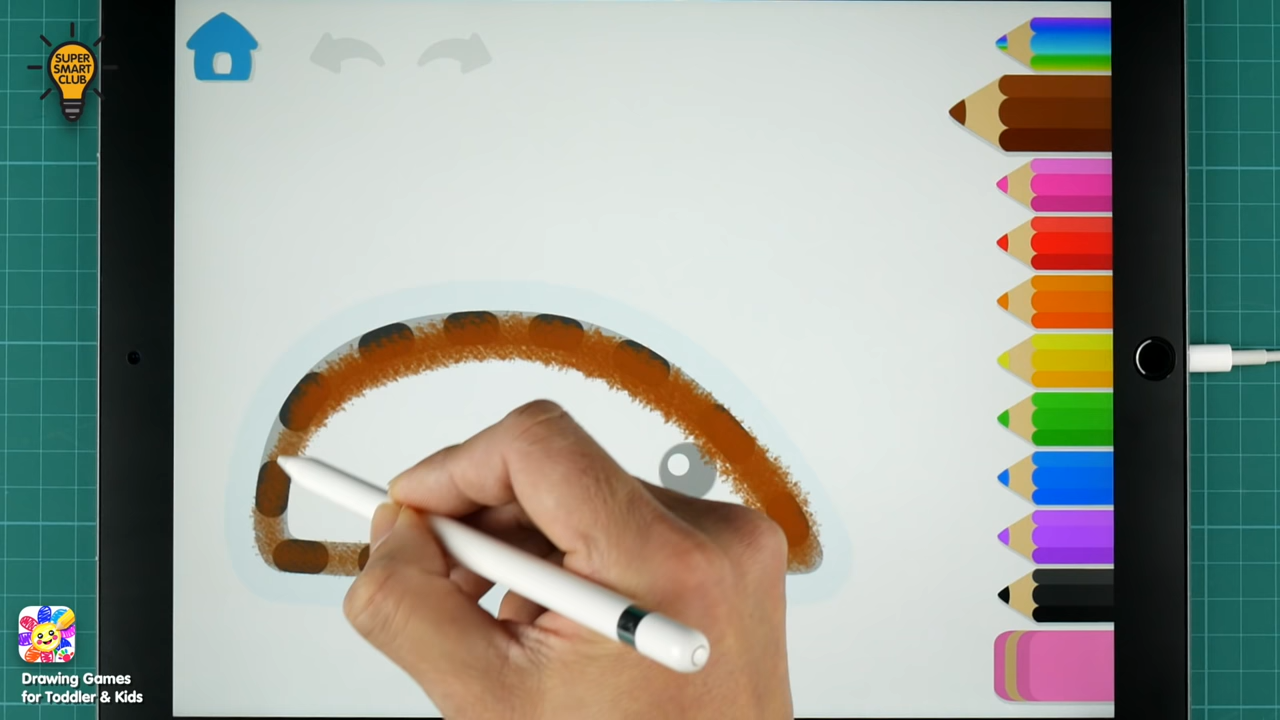 SUPER
SMART
CLUB
Drawing Games
for Toddler & Kids